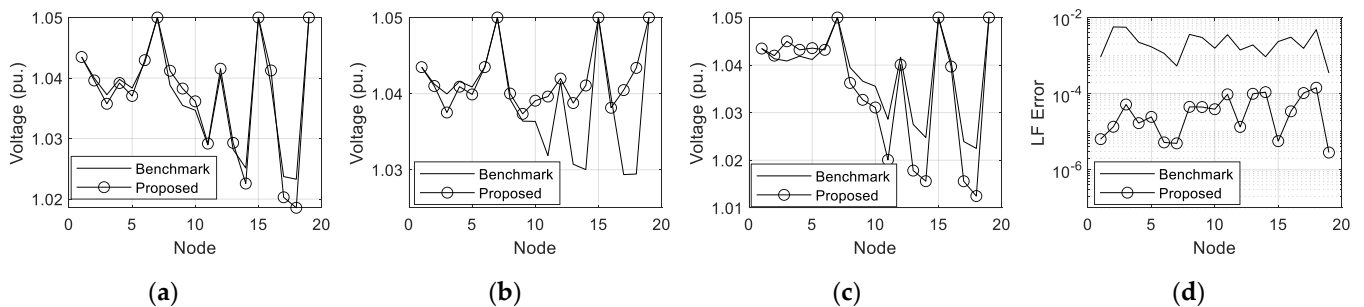 1.05
1.04
1.03
1.02
Voltage (pu.)
Benchmark
Proposed
0
5
10
15
20
Node
(a)
1.05
1.04
1.03
Voltage (pu.)
Benchmark
Proposed
0
5
10
15
20
Node
(b)
1.05
1.04
1.03
1.02
1.01
Voltage (pu.)
Benchmark
Proposed
0
5
10
15
20
Node
(c)
10⁻²
10⁻⁴
10⁻⁶
LF Error
Benchmark
Proposed
0
5
10
15
20
Node
(d)